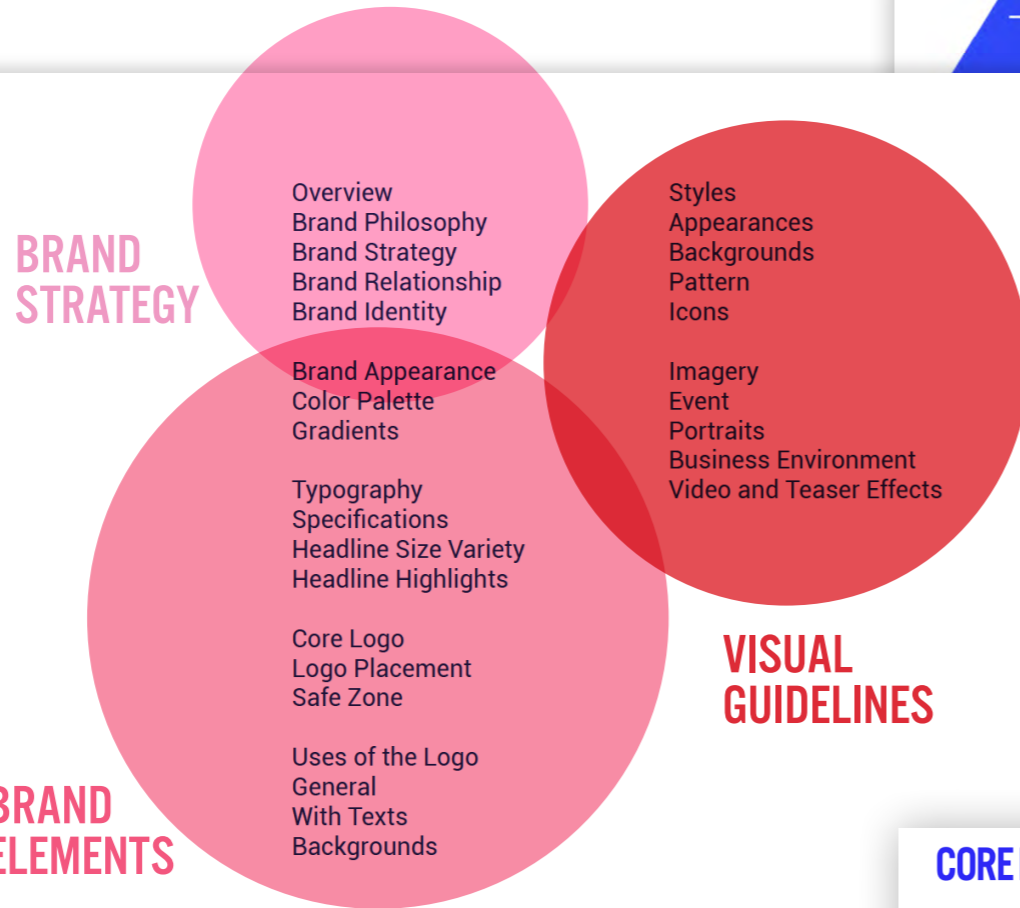 BRAND
STRATEGY
Overview
Brand Philosophy
Brand Strategy
Brand Relationship
Brand Identity
Brand Appearance
Color Palette
Gradients
Typography
Specifications
Headline Size Variety
Headline Highlights
Core Logo
Logo Placement
Safe Zone
Uses of the Logo
General
With Texts
Backgrounds
BRAND
ELEMENTS
Styles
Appearances
Backgrounds
Pattern
Icons
Imagery
Event
Portraits
Business Environment
Video and Teaser Effects
VISUAL
GUIDELINES
CORE